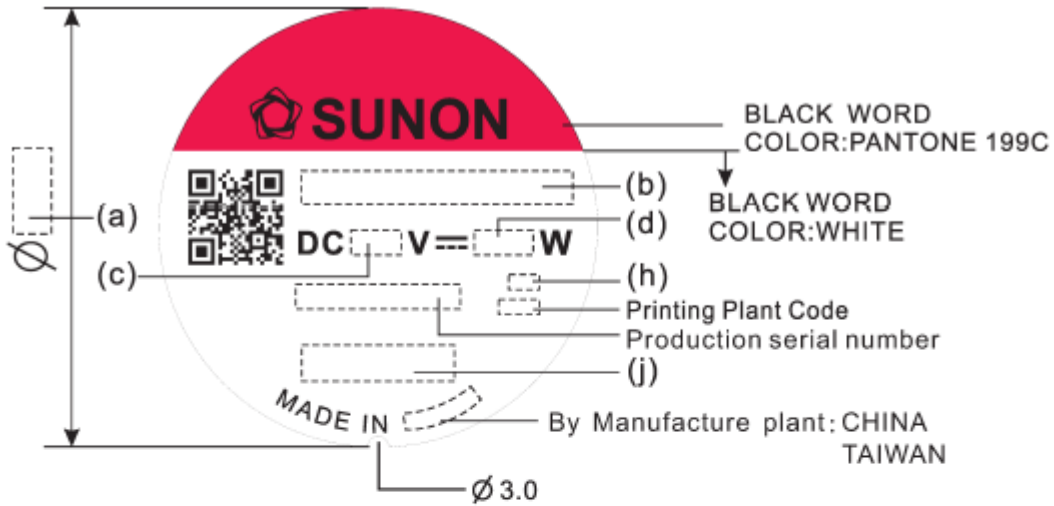 SUNON
BLACK WORD
COLOR:PANTONE 199C
(b)
(a)
BLACK WORD
COLOR:WHITE
(d)
DC V W
(c)
(h)
Printing Plant Code
Production serial number
(j)
MADE IN
By Manufacture plant: CHINA
TAIWAN
Ø
Ø 3.0